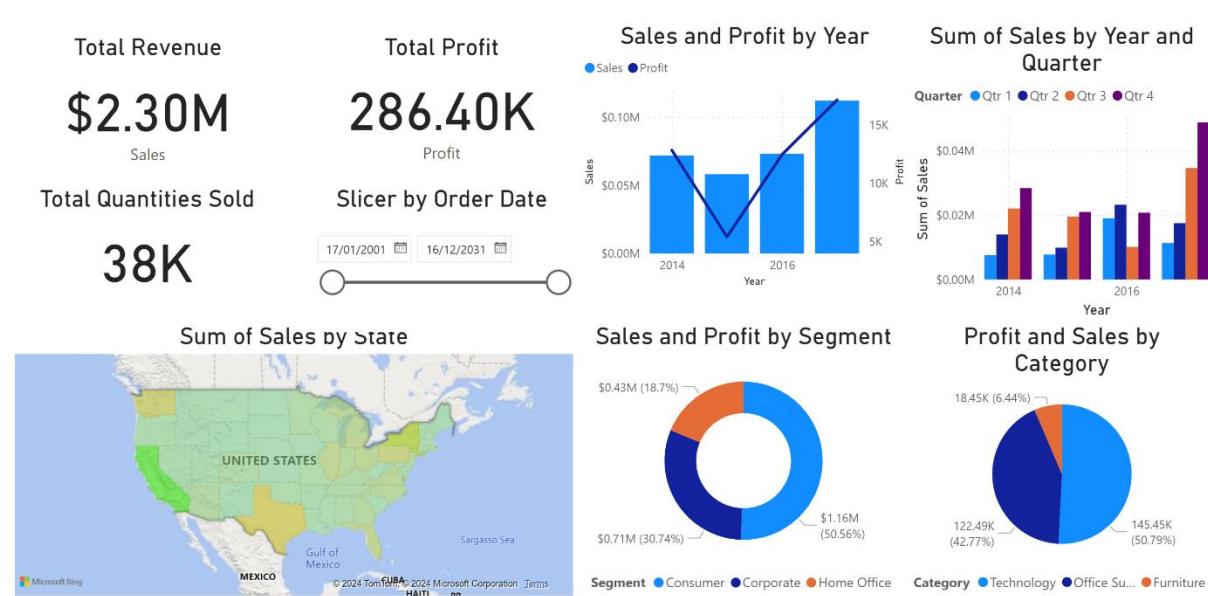 Total Revenue
$2.30M
Sales
Total Profit
286.40K
Profit
Total Quantities Sold
38K
Slicer by Order Date
17/01/2001
16/12/2031
Sales and Profit by Year
Sales
Profit
$0.10M
$0.05M
$0.00M
Sales
15K
10K
5K
Profit
2014
2016
Year
Sum of Sales by Year and
Quarter
Quarter
Qtr 1
Qtr 2
Qtr 3
Qtr 4
$0.04M
$0.02M
$0.00M
Sum of Sales
2014
2016
Year
Sum of Sales by State
UNITED STATES
Gulf of
Mexico
Sargasso Sea
MEXICO
CUBA
HAITI
Microsoft Bing
© 2024 TomTom, © 2024 Microsoft Corporation Terms
Sales and Profit by Segment
$0.43M (18.7%)
$0.71M (30.74%)
$1.16M
(50.56%)
Segment
Consumer
Corporate
Home Office
Profit and Sales by
Category
18.45K (6.44%)
122.49K
(42.77%)
145.45K
(50.79%)
Category
Technology
Office Su...
Furniture